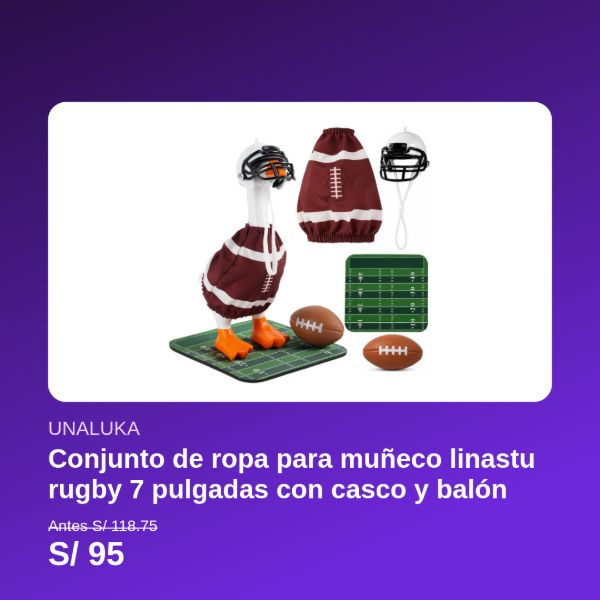 UNALUKA
Conjunto de ropa para muñeco linastu
rugby 7 pulgadas con casco y balón
Antes S/ 118.75
S/ 95